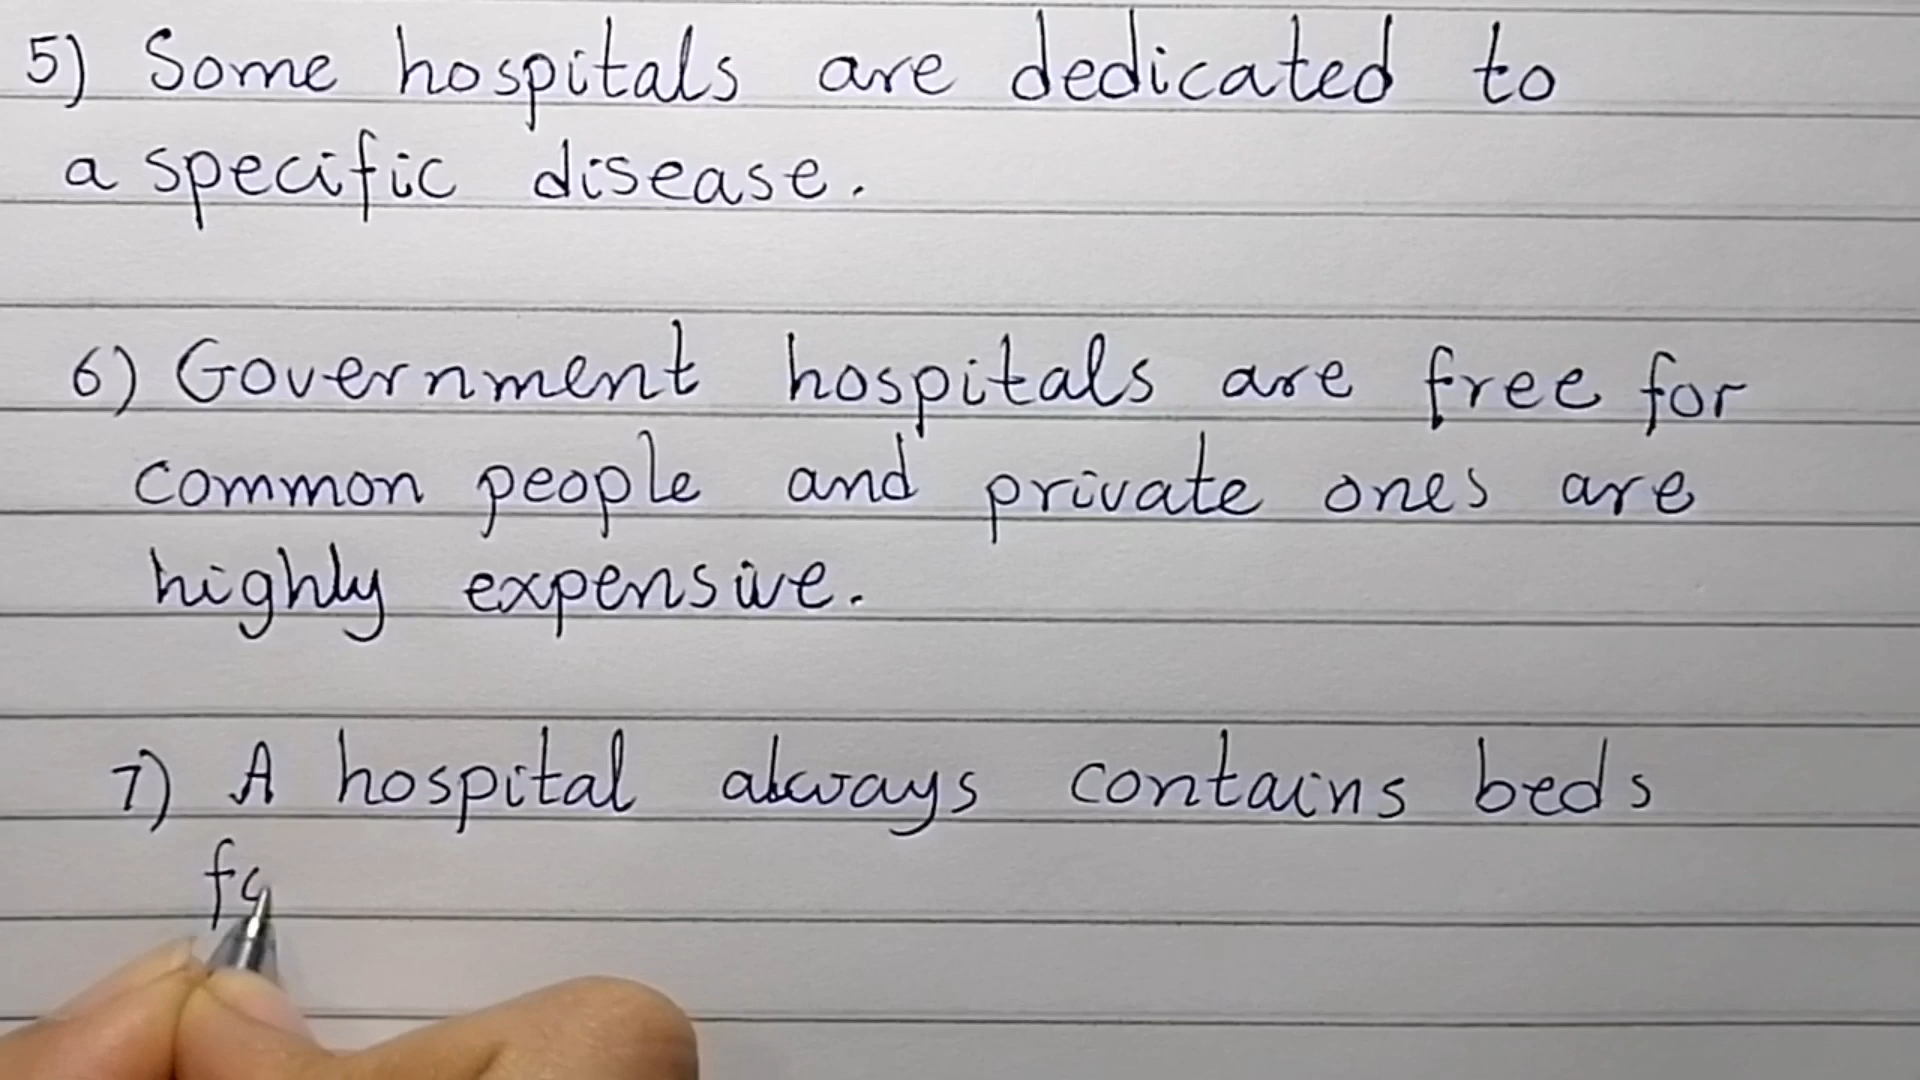 5) Some hospitals are dedicated to
a specific disease.
6) Government hospitals are free for
common people and private ones are
highly expensive.
7) A hospital always contains beds